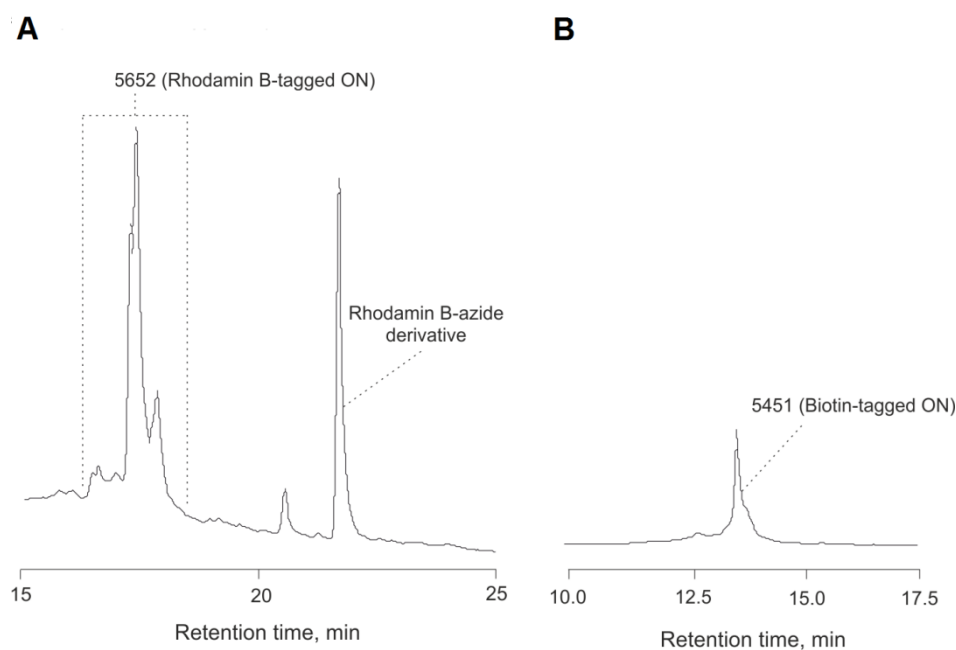 A
B
5652 (Rhodamin B-tagged ON)
Rhodamin B-azide
derivative
5451 (Biotin-tagged ON)
15
20
25
Retention time, min
10.0
12.5
15.0
17.5
Retention time, min